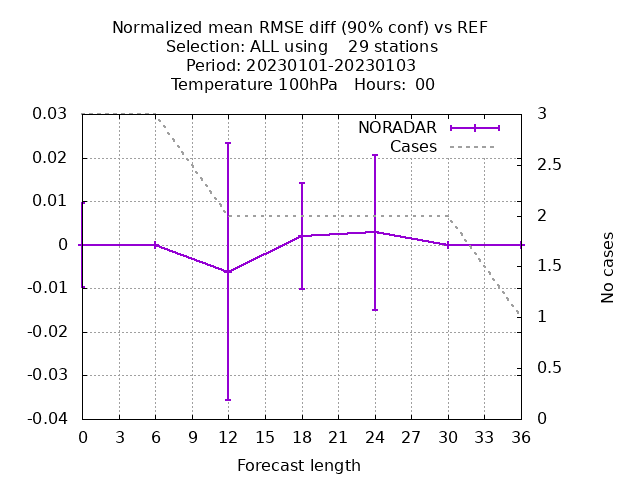 Normalized mean RMSE diff (90% conf) vs REF
Selection: ALL using    29 stations
Period: 20230101-20230103
Temperature 100hPa   Hours:  00
0.03
0.02
0.01
0
-0.01
-0.02
-0.03
-0.04
NORADAR
Cases
3
2.5
2
1.5
1
0.5
0
No cases
0 3 6 9 12 15 18 21 24 27 30 33 36
Forecast length